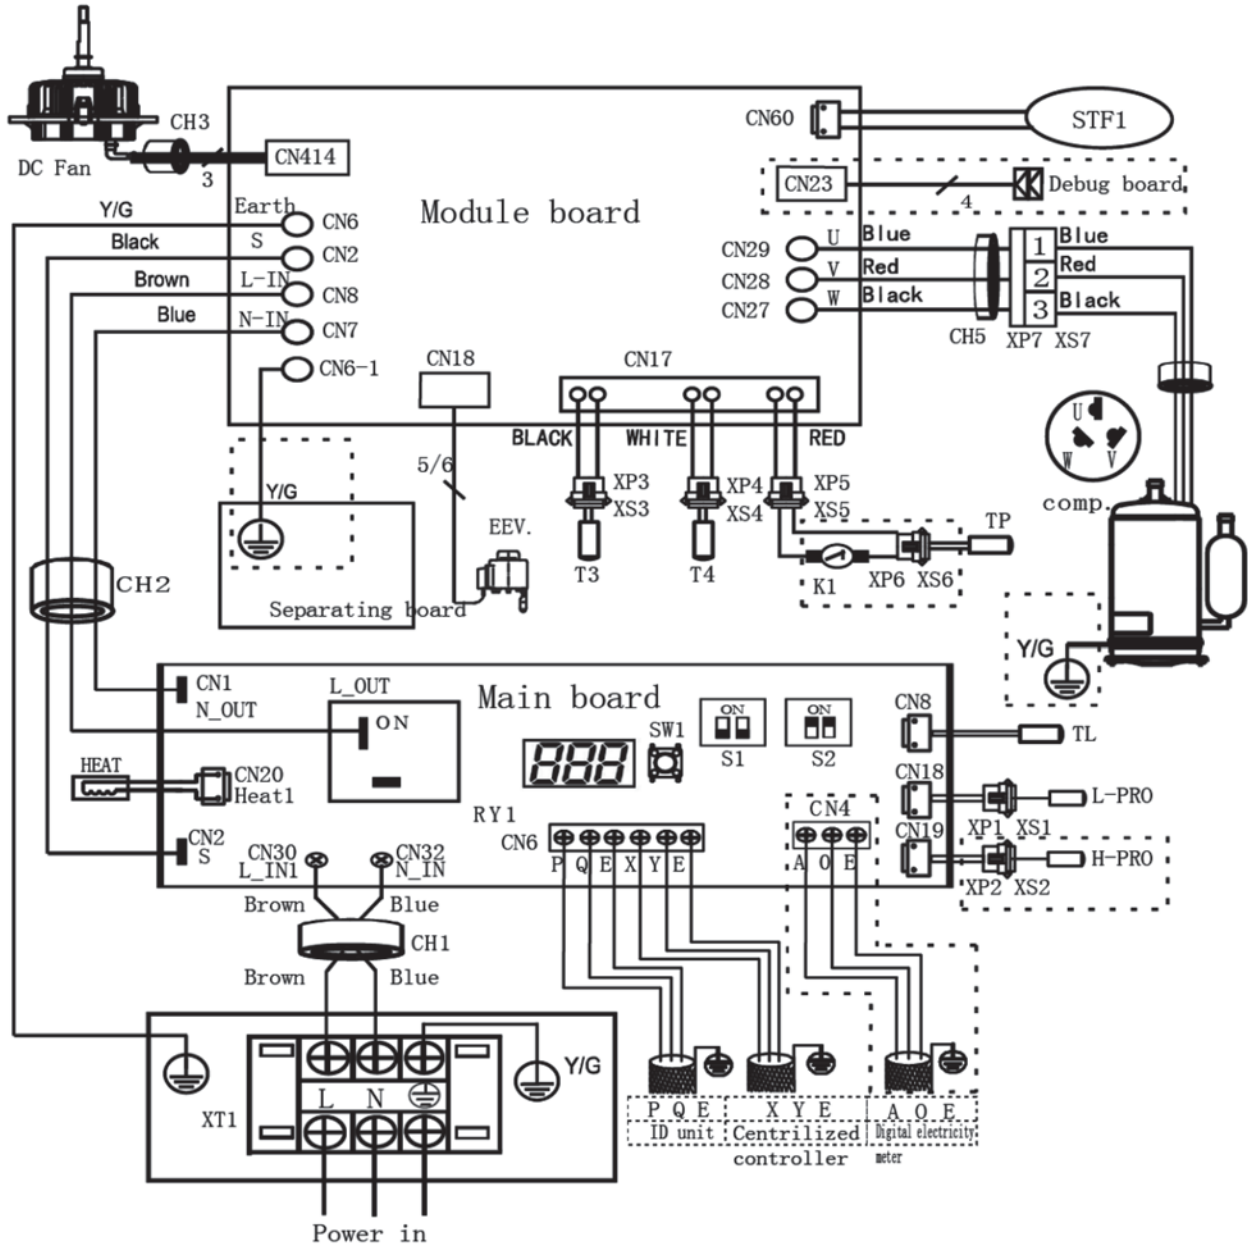 CH3
CN60
STF1
DC Fan
CN414
3
CN23
Debug board
4
Y/G
Earth
CN6
Module board
Black
S
CN2
CN29
U
Blue
1
Blue
Brown
L-IN
CN8
CN28
V
Red
2
Red
Blue
N-IN
CN7
CN27
W
Black
3
Black
CH5
XP7
XS7
CN6-1
CN18
CN17
BLACK
WHITE
RED
U
W
V
5/6
XP3
XS3
XP4
XS4
XP5
XS5
comp.
Y/G
EEV.
TP
T3
T4
K1
XP6
XS6
CH2
Separating board
Y/G
CN1
N_OUT
L_OUT
ON
Main board
ON
S1
ON
S2
SW1
888
CN8
TL
HEAT
CN20
Heat1
CN18
L-PRO
XP1
XS1
RY1
CN6
CN4
CN19
H-PRO
XP2
XS2
CN2
S
CN30
L_IN1
CN32
N_IN
P Q E X Y E
A O E
Brown
Blue
CH1
Brown
Blue
Y/G
XT1
L N
P Q E
X Y E
A O E
ID unit
Centrilized
controller
Digital electricity
meter
Power in